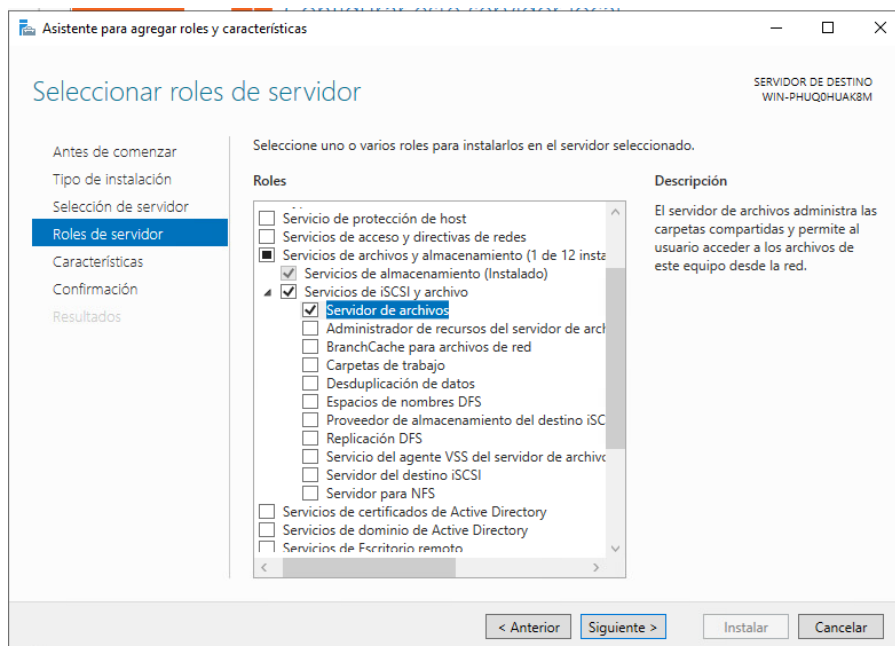 Asistente para agregar roles y características
Seleccionar roles de servidor
SERVIDOR DE DESTINO
WIN-PHUQ0HUAK8M
Antes de comenzar
Tipo de instalación
Selección de servidor
Roles de servidor
Características
Confirmación
Resultados
Seleccione uno o varios roles para instalarlos en el servidor seleccionado.
Roles
Servicio de protección de host
Servicios de acceso y directivas de redes
Servicios de archivos y almacenamiento (1 de 12 insta
Servicios de almacenamiento (Instalado)
Servicios de iSCSI y archivo
Servidor de archivos
Administrador de recursos del servidor de arch
BranchCache para archivos de red
Carpetas de trabajo
Desduplicación de datos
Espacios de nombres DFS
Proveedor de almacenamiento del destino iSC
Replicación DFS
Servicio del agente VSS del servidor de archivo
Servidor del destino iSCSI
Servidor para NFS
Servicios de certificados de Active Directory
Servicios de dominio de Active Directory
Servicios de Escritorio remoto
Descripción
El servidor de archivos administra las
carpetas compartidas y permite al
usuario acceder a los archivos de
este equipo desde la red.
< Anterior
Siguiente >
Instalar
Cancelar